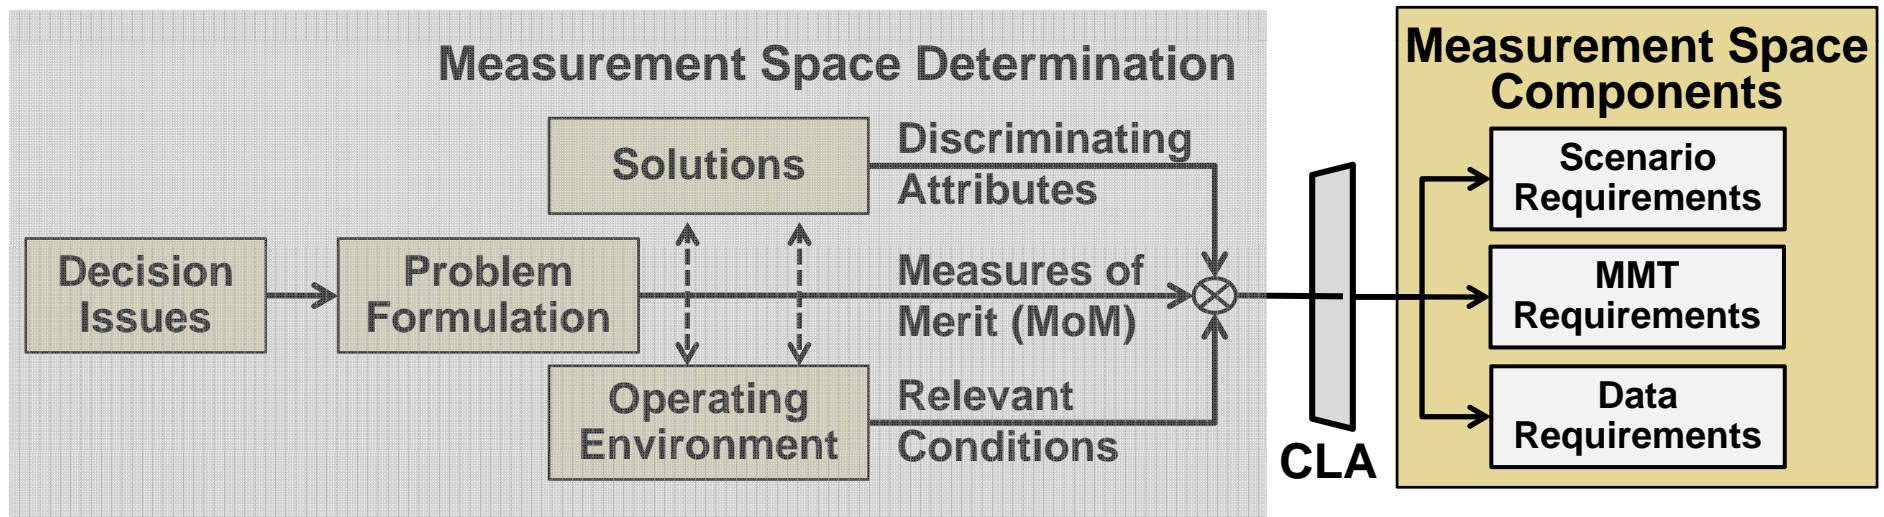 Measurement Space Determination
Solutions
Discriminating
Attributes
Decision
Issues
Problem
Formulation
Measures of
Merit (MoM)
Operating
Environment
Relevant
Conditions
CLA
Measurement Space
Components
Scenario
Requirements
MMT
Requirements
Data
Requirements